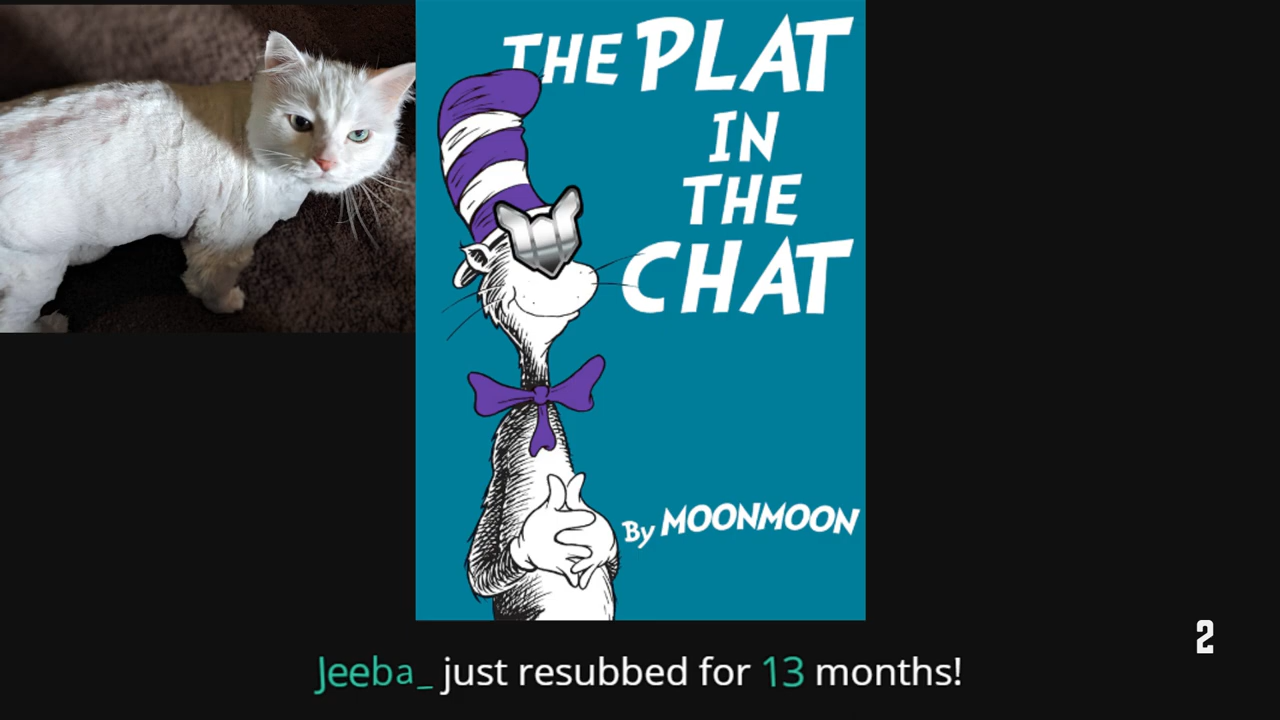 THE PLAT
IN
THE
CHAT
By MOONMOON
2
Jeeba_ just resubbed for 13 months!